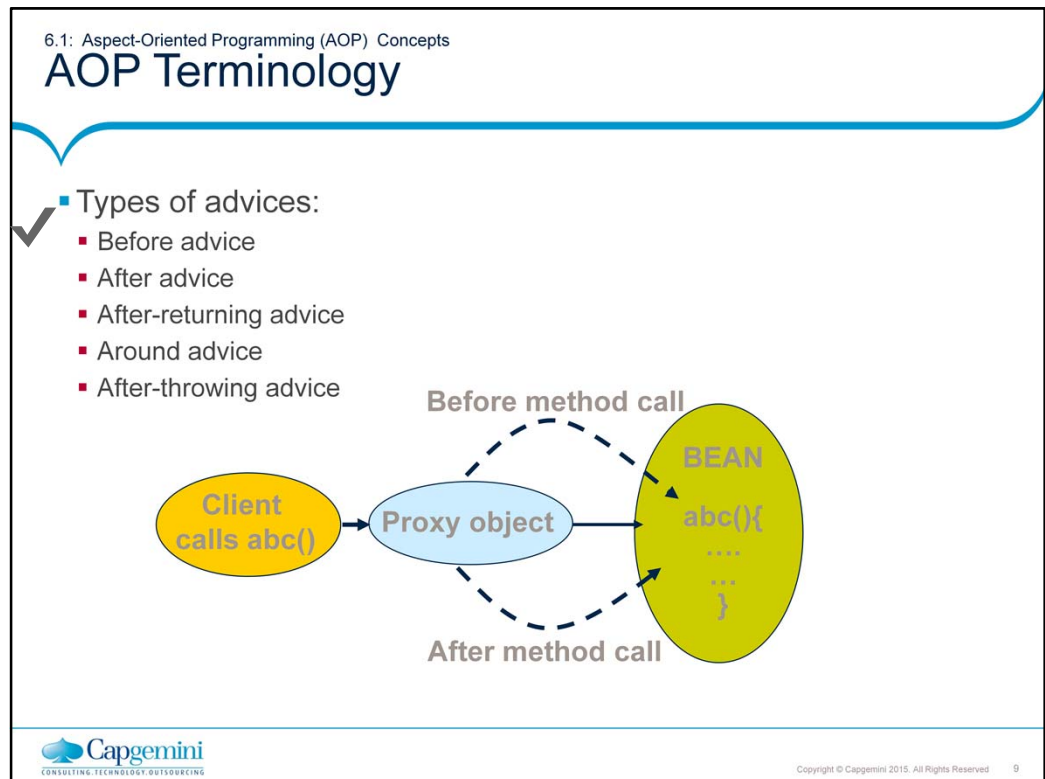 6.1: Aspect-Oriented Programming (AOP) Concepts
AOP Terminology
Types of advices:
Before advice
After advice
After-returning advice
Around advice
After-throwing advice
Before method call
BEAN
Client
calls abc()
Proxy object
abc(){
....
...
}
After method call
Capgemini
CONSULTING.TECHNOLOGY.OUTSOURCING
Copyright © Capgemini 2015. All Rights Reserved 9